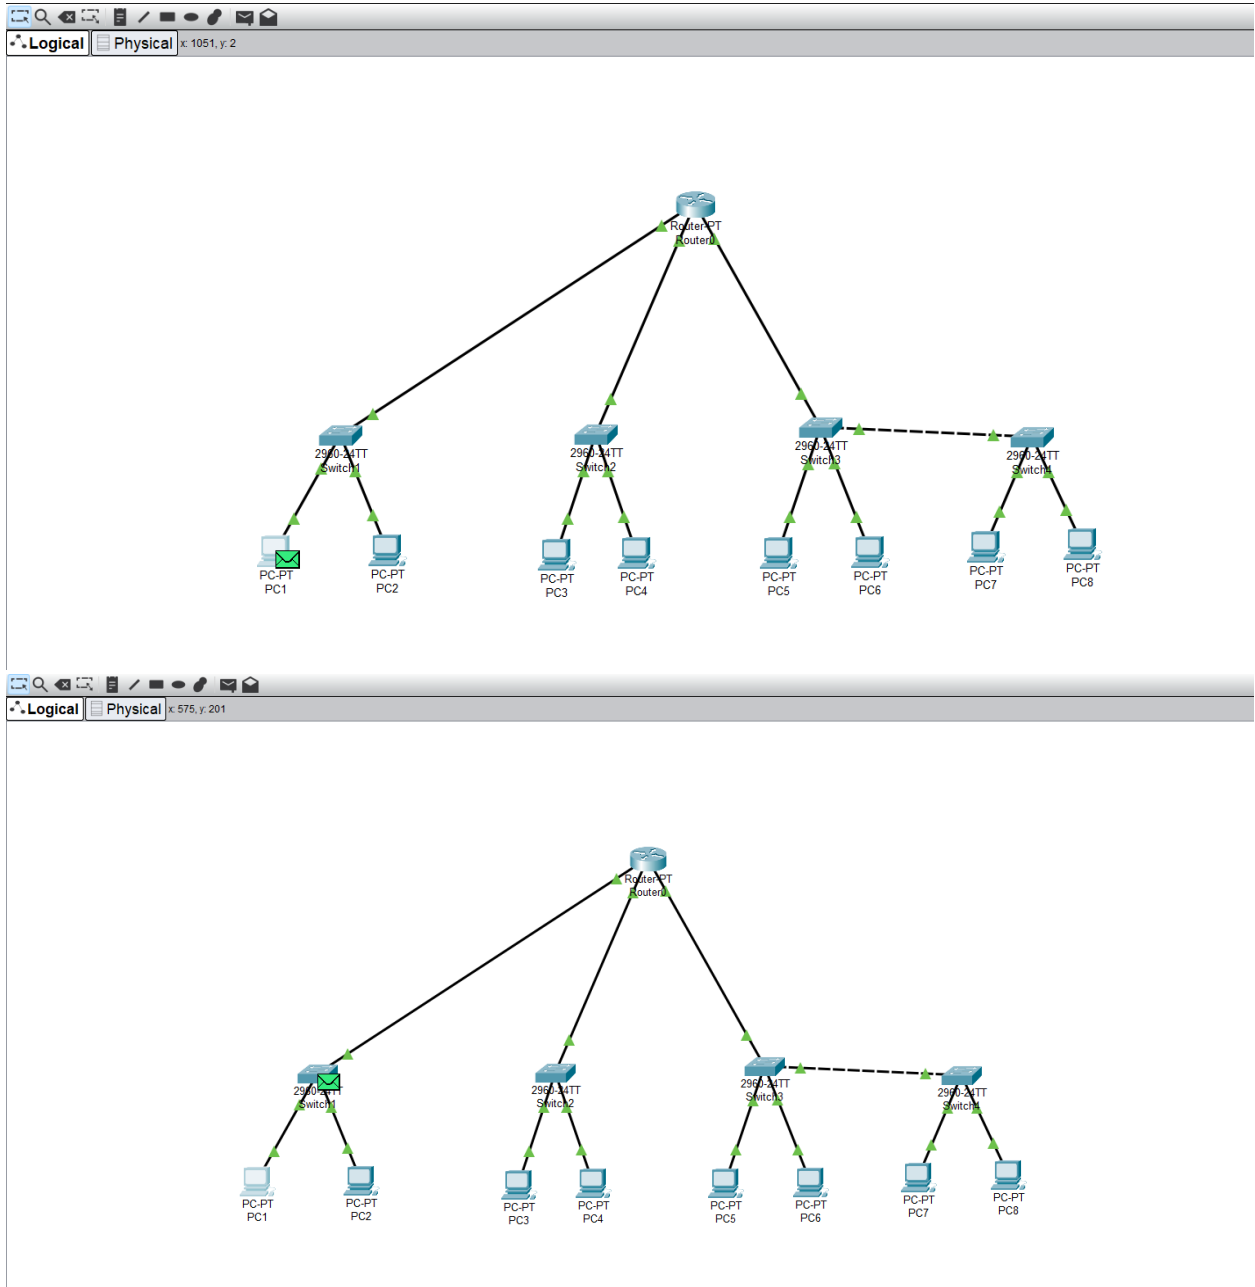 Logical Physical x: 1051, y: 2
Router-PT
Router0
2960-24TT
Switch1
2960-24TT
Switch2
2960-24TT
Switch3
2960-24TT
Switch4
PC-PT
PC1
PC-PT
PC2
PC-PT
PC3
PC-PT
PC4
PC-PT
PC5
PC-PT
PC6
PC-PT
PC7
PC-PT
PC8
Logical Physical x: 575, y: 201
Router-PT
Router0
2960-24TT
Switch1
2960-24TT
Switch2
2960-24TT
Switch3
2960-24TT
Switch4
PC-PT
PC1
PC-PT
PC2
PC-PT
PC3
PC-PT
PC4
PC-PT
PC5
PC-PT
PC6
PC-PT
PC7
PC-PT
PC8